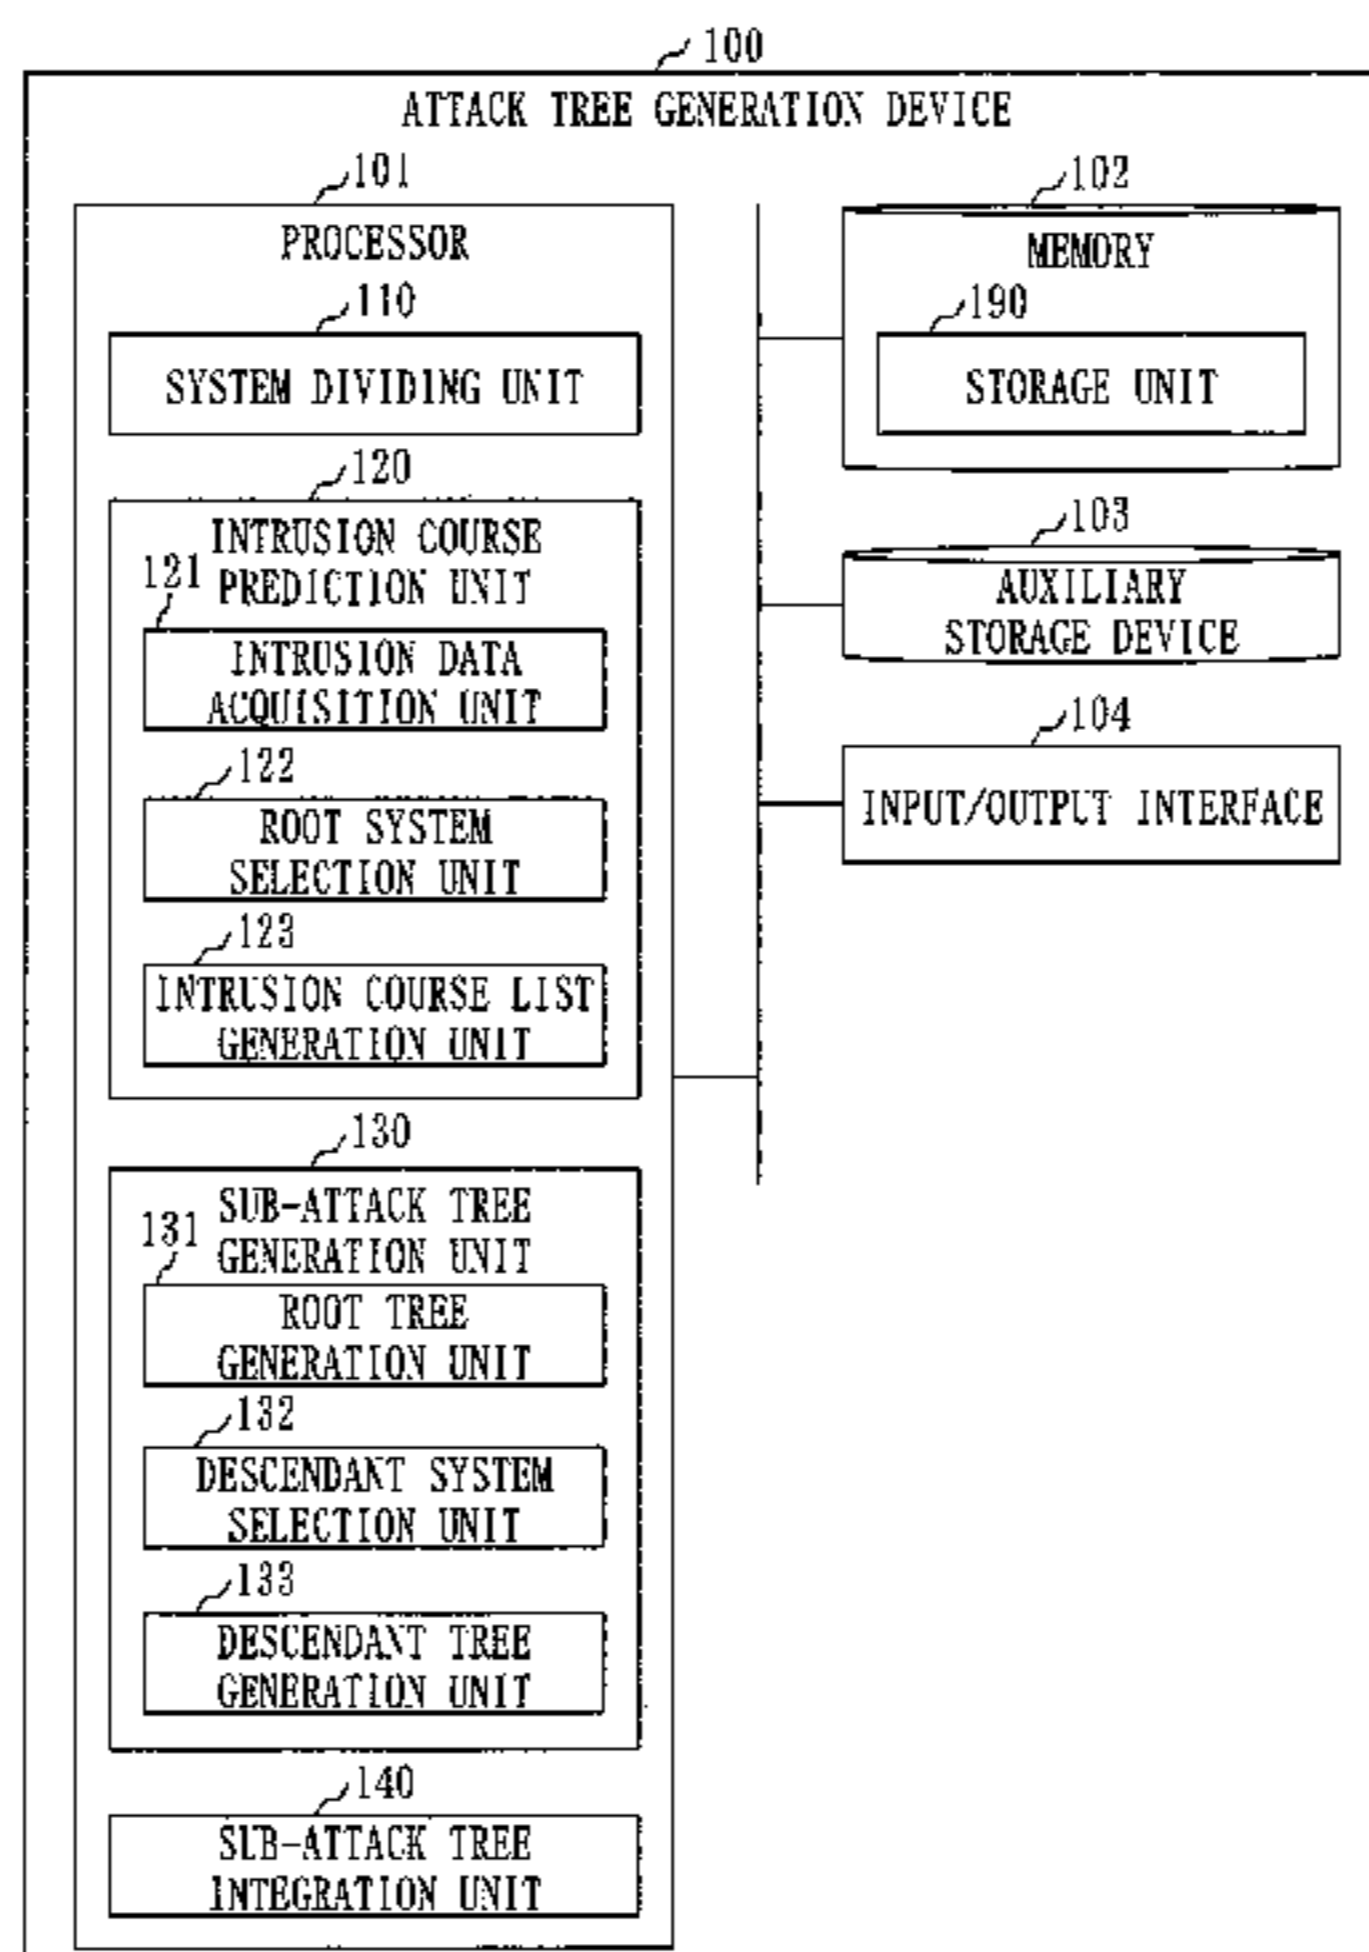 100
ATTACK TREE GENERATION DEVICE
101
PROCESSOR
110
SYSTEM DIVIDING UNIT
120
INTRUSION COURSE
PREDICTION UNIT
121
INTRUSION DATA
ACQUISITION UNIT
122
ROOT SYSTEM
SELECTION UNIT
123
INTRUSION COURSE LIST
GENERATION UNIT
130
SUB-ATTACK TREE
GENERATION UNIT
131
ROOT TREE
GENERATION UNIT
132
DESCENDANT SYSTEM
SELECTION UNIT
133
DESCENDANT TREE
GENERATION UNIT
140
SUB-ATTACK TREE
INTEGRATION UNIT
102
MEMORY
190
STORAGE UNIT
103
AUXILIARY
STORAGE DEVICE
104
INPUT/OUTPUT INTERFACE